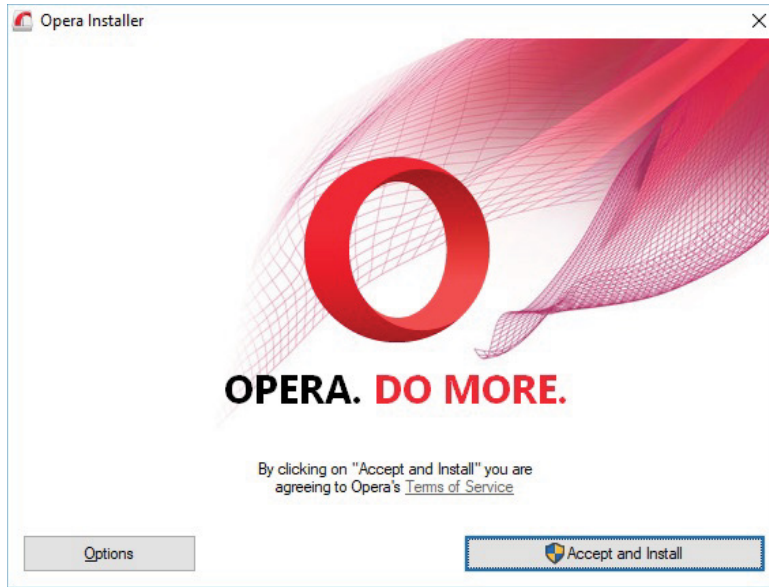 Opera Installer
OPERA. DO MORE.
By clicking on "Accept and Install" you are
agreeing to Opera's Terms of Service
Options
Accept and Install